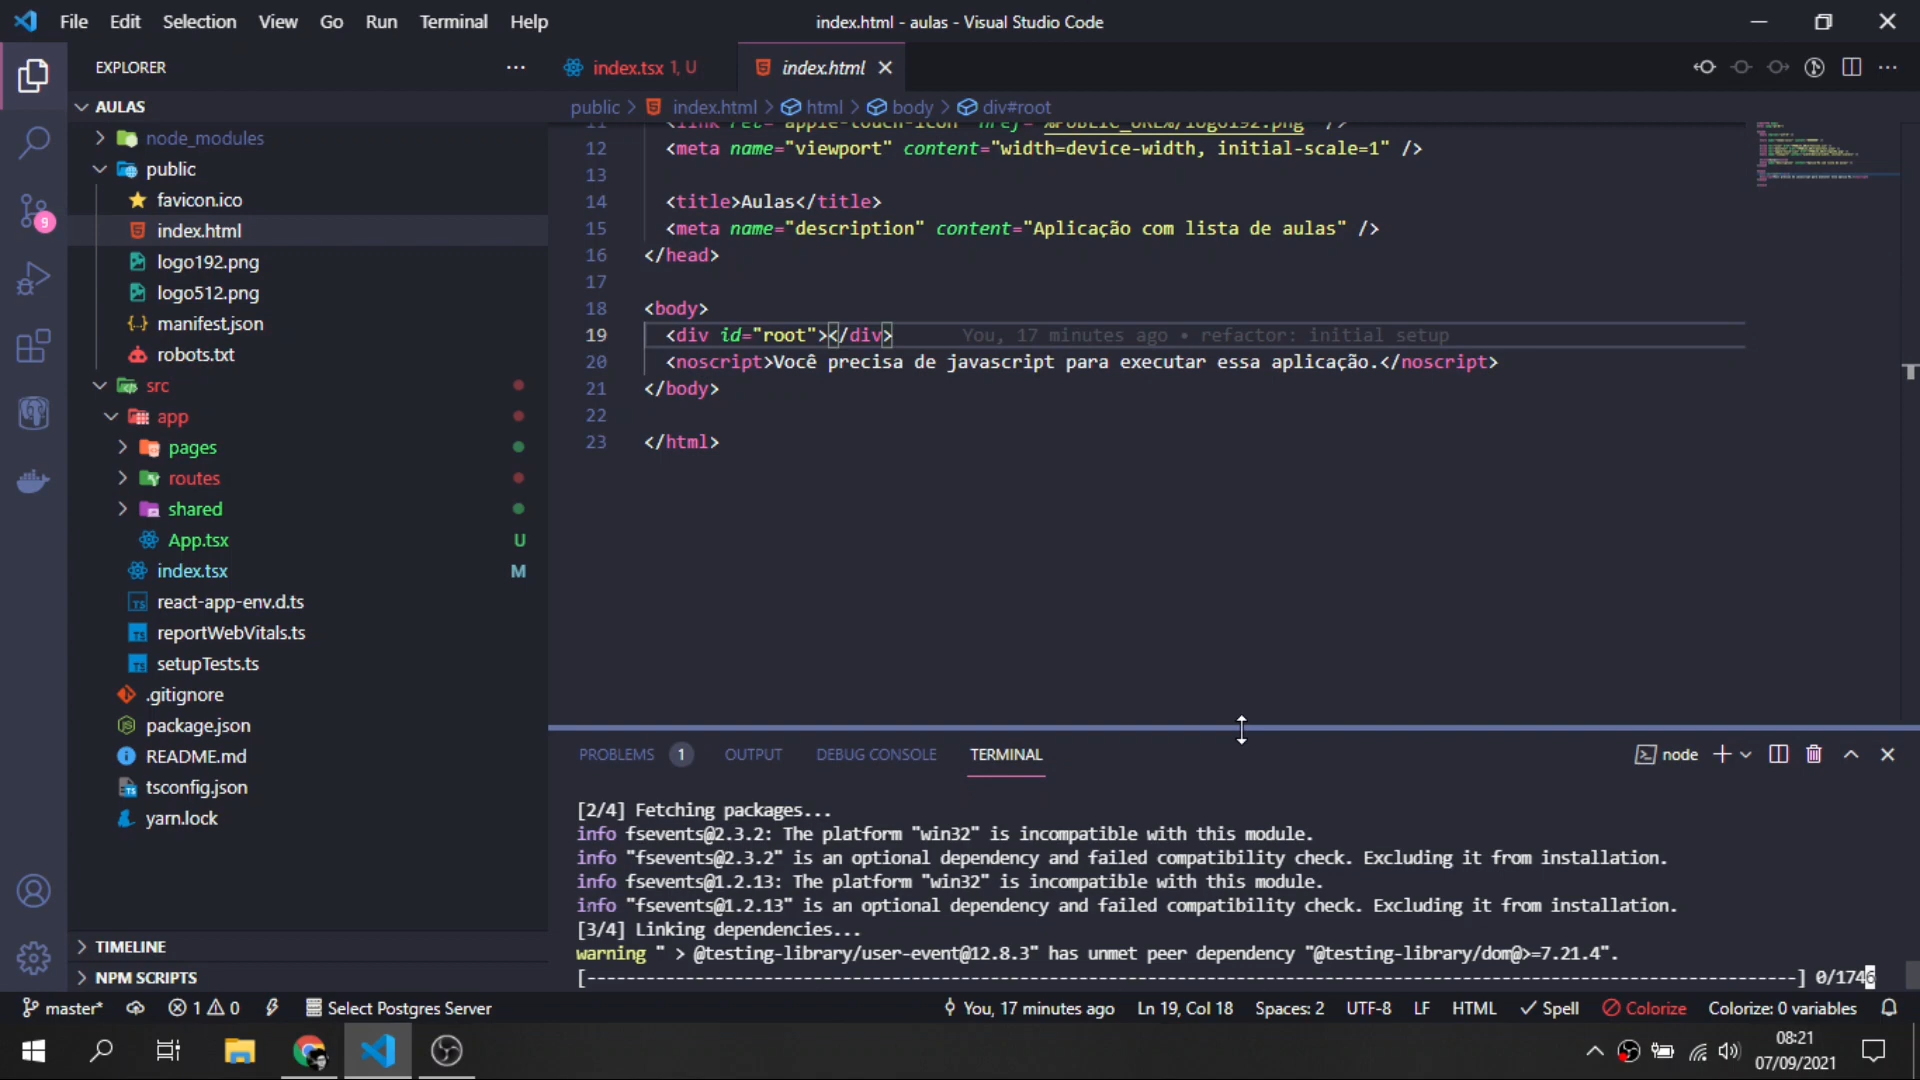 File Edit Selection View Go Run Terminal Help
index.html - aulas - Visual Studio Code
EXPLORER
AULAS
node_modules
public
favicon.ico
index.html
logo192.png
logo512.png
manifest.json
robots.txt
src
app
pages
routes
shared
App.tsx U
index.tsx M
react-app-env.d.ts
reportWebVitals.ts
setupTests.ts
.gitignore
package.json
README.md
tsconfig.json
yarn.lock
TIMELINE
NPM SCRIPTS
9
index.tsx 1, U
index.html
public > index.html > html > body > div#root
11 <link rel="apple-touch-icon" href="%PUBLIC_URL%/logo192.png" />
12 <meta name="viewport" content="width=device-width, initial-scale=1" />
13
14 <title>Aulas</title>
15 <meta name="description" content="Aplicação com lista de aulas" />
16 </head>
17
18 <body>
19 <div id="root"></div> You, 17 minutes ago • refactor: initial setup
20 <noscript>Você precisa de javascript para executar essa aplicação.</noscript>
21 </body>
22
23 </html>
PROBLEMS 1 OUTPUT DEBUG CONSOLE TERMINAL
node
[2/4] Fetching packages...
info fsevents@2.3.2: The platform "win32" is incompatible with this module.
info "fsevents@2.3.2" is an optional dependency and failed compatibility check. Excluding it from installation.
info fsevents@1.2.13: The platform "win32" is incompatible with this module.
info "fsevents@1.2.13" is an optional dependency and failed compatibility check. Excluding it from installation.
[3/4] Linking dependencies...
warning " > @testing-library/user-event@12.8.3" has unmet peer dependency "@testing-library/dom@>=7.21.4".
[----------------------------------------------------------------------------------------------------------------------------] 0/1746
master* 1 0 Select Postgres Server
You, 17 minutes ago Ln 19, Col 18 Spaces: 2 UTF-8 LF HTML Spell Colorize Colorize: 0 variables
08:21
07/09/2021